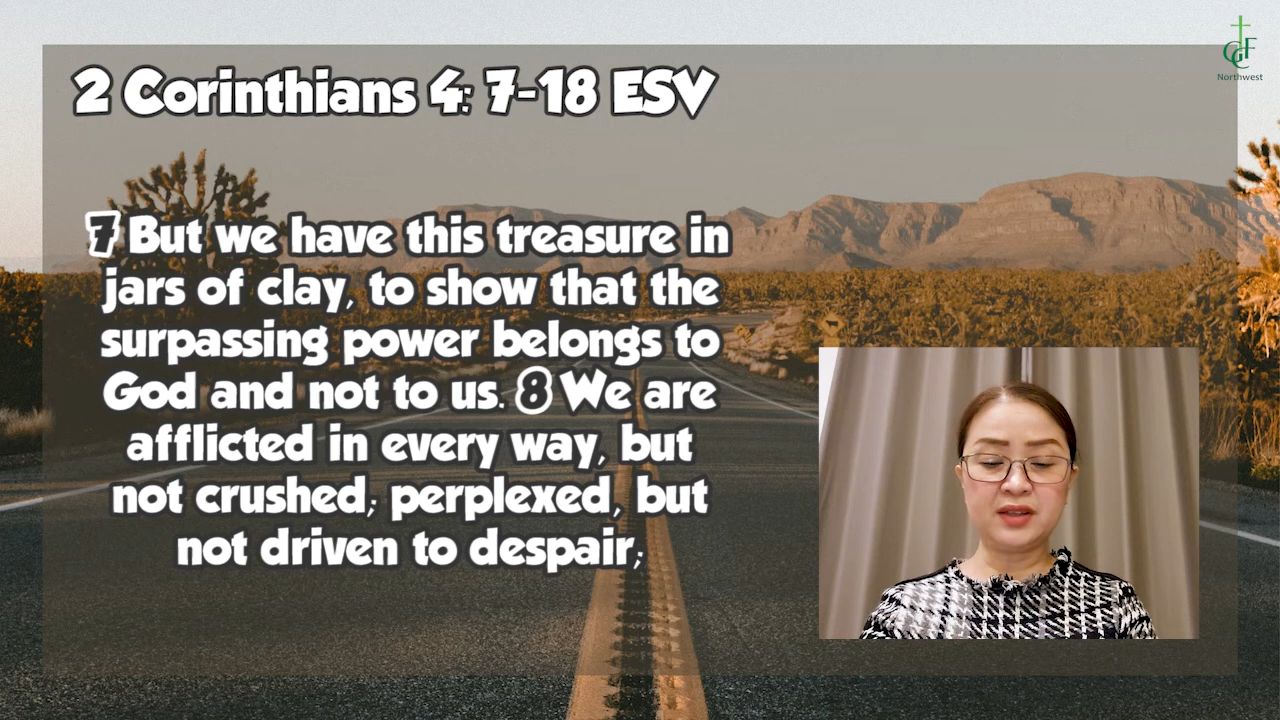 2 Corinthians 4: 7-18 ESV
7 But we have this treasure in
jars of clay, to show that the
surpassing power belongs to
God and not to us. 8 We are
afflicted in every way, but
not crushed; perplexed, but
not driven to despair;
GCF
Northwest